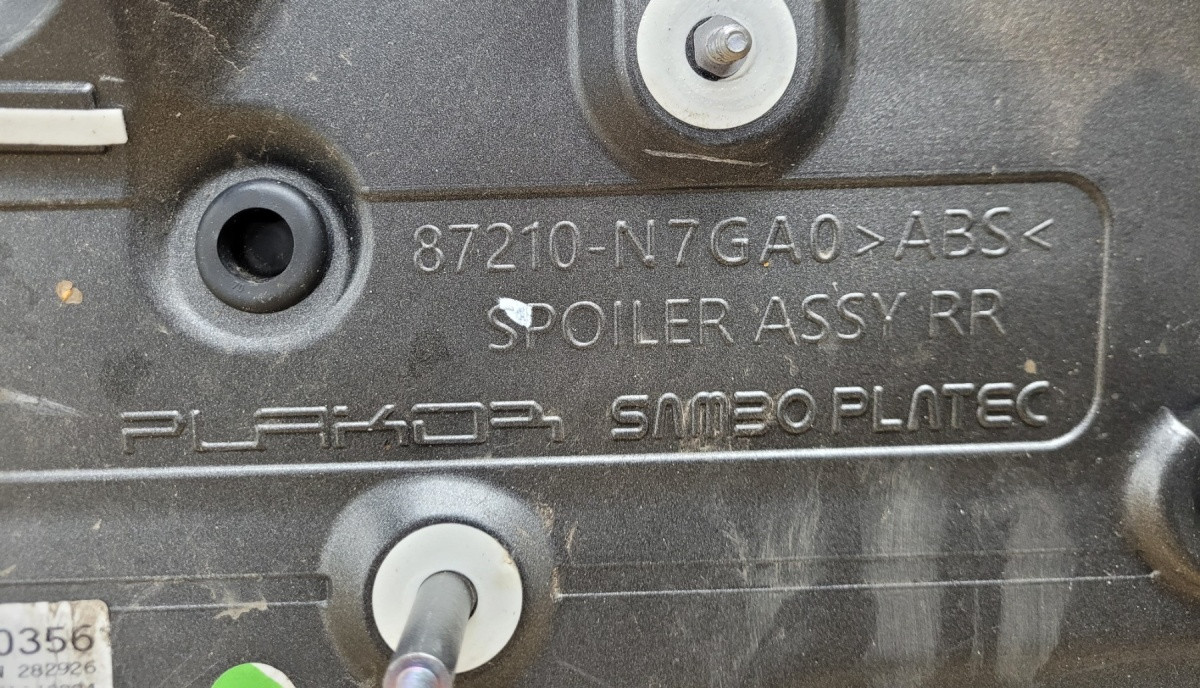 87210-N7GA0>ABS<
SPOILER ASSY RR
PLAKOR SAMBO PLATEC
0356
N 282926